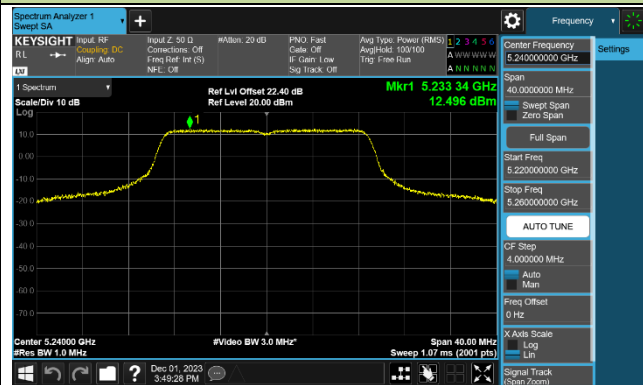 Spectrum Analyzer 1
Swept SA
Frequency
KEYSIGHT
RL
Input: RF
Coupling: DC
Align: Auto
Input Z: 50 Ω
Corrections: Off
Freq Ref: Int (S)
NFE: Off
#Atten: 20 dB
PNO: Fast
Gate: Off
IF Gain: Low
Sig Track: Off
Avg Type: Power (RMS)
Avg|Hold: 100/100
Trig: Free Run
1 2 3 4 5 6
A W W W W W
A N N N N N
LXI
1 Spectrum
Scale/Div 10 dB
Log
Ref Lvl Offset 22.40 dB
Ref Level 20.00 dBm
Mkr1 5.233 34 GHz
12.496 dBm
1
10.0
0.00
-10.0
-20.0
-30.0
-40.0
-50.0
-60.0
-70.0
Center 5.24000 GHz
#Res BW 1.0 MHz
#Video BW 3.0 MHz*
Span 40.00 MHz
Sweep 1.07 ms (2001 pts)
Center Frequency
5.240000000 GHz
Settings
Span
40.0000000 MHz
Swept Span
Zero Span
Full Span
Start Freq
5.220000000 GHz
Stop Freq
5.260000000 GHz
AUTO TUNE
CF Step
4.000000 MHz
Auto
Man
Freq Offset
0 Hz
X Axis Scale
Log
Lin
Signal Track
(Span Zoom)
Dec 01, 2023
3:49:28 PM